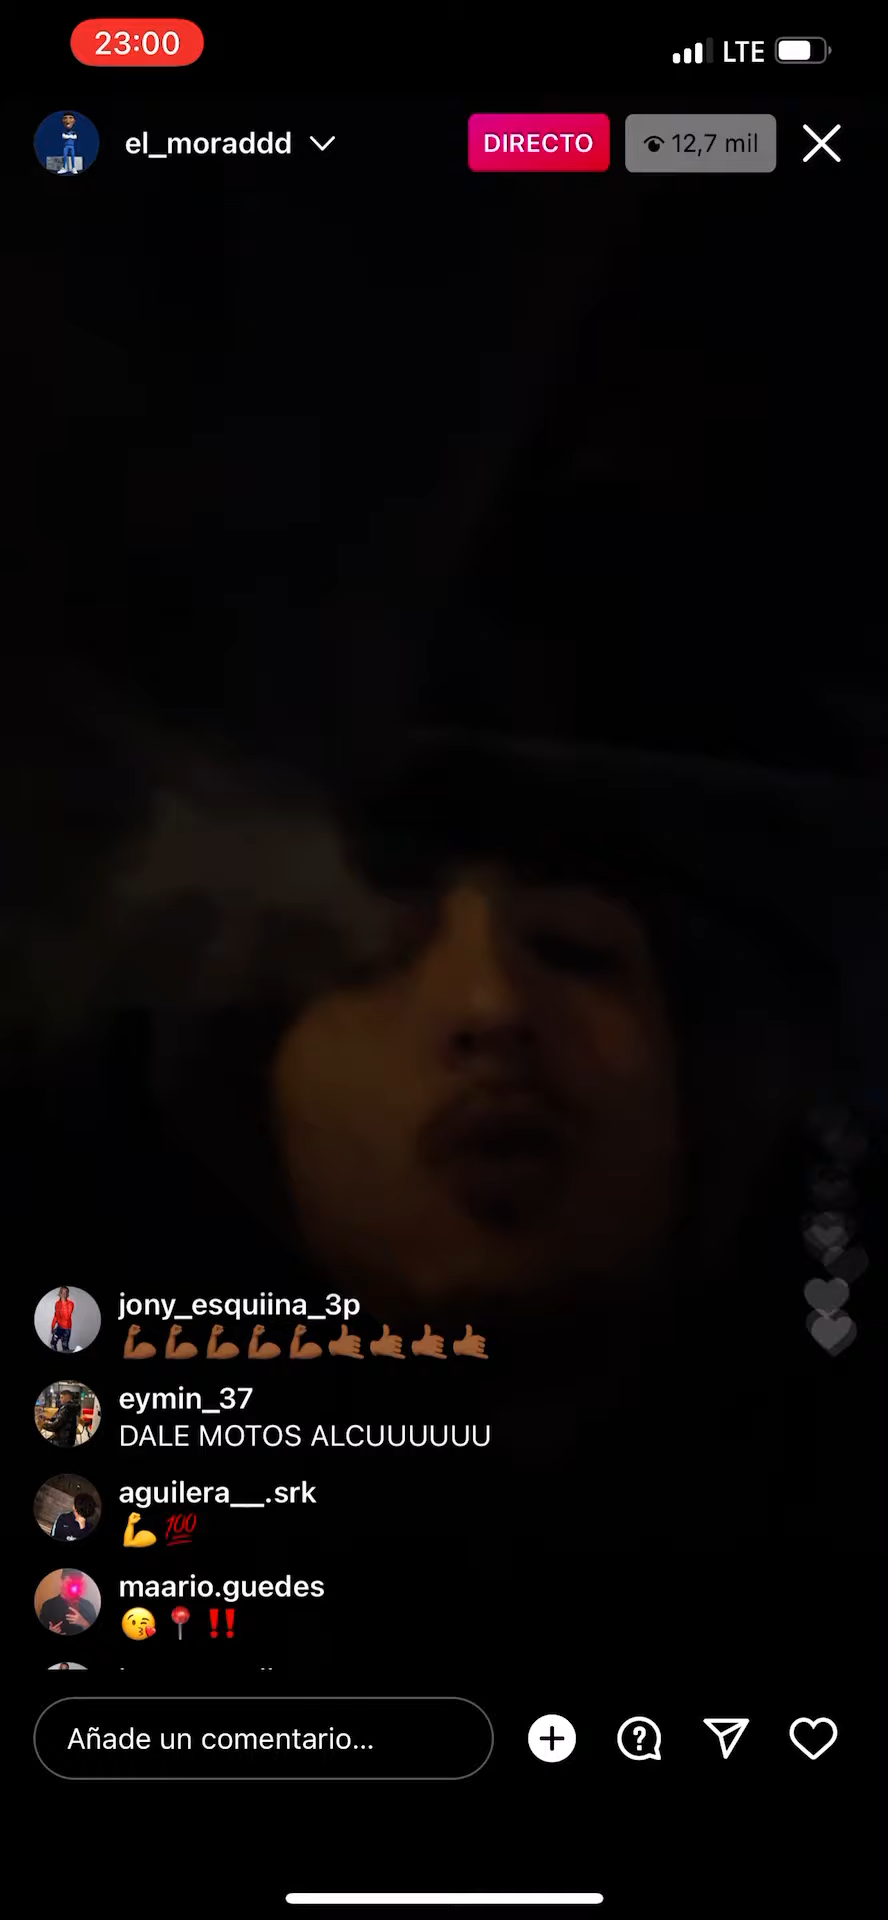 23:00
LTE
el_moraddd
DIRECTO
12,7 mil
jony_esquiina_3p
💪🏾💪🏾💪🏾💪🏾💪🏾🤙🏾🤙🏾🤙🏾🤙🏾
eymin_37
DALE MOTOS ALCUUUUUU
aguilera__.srk
💪💯
maario.guedes
😘📍‼️
Añade un comentario...